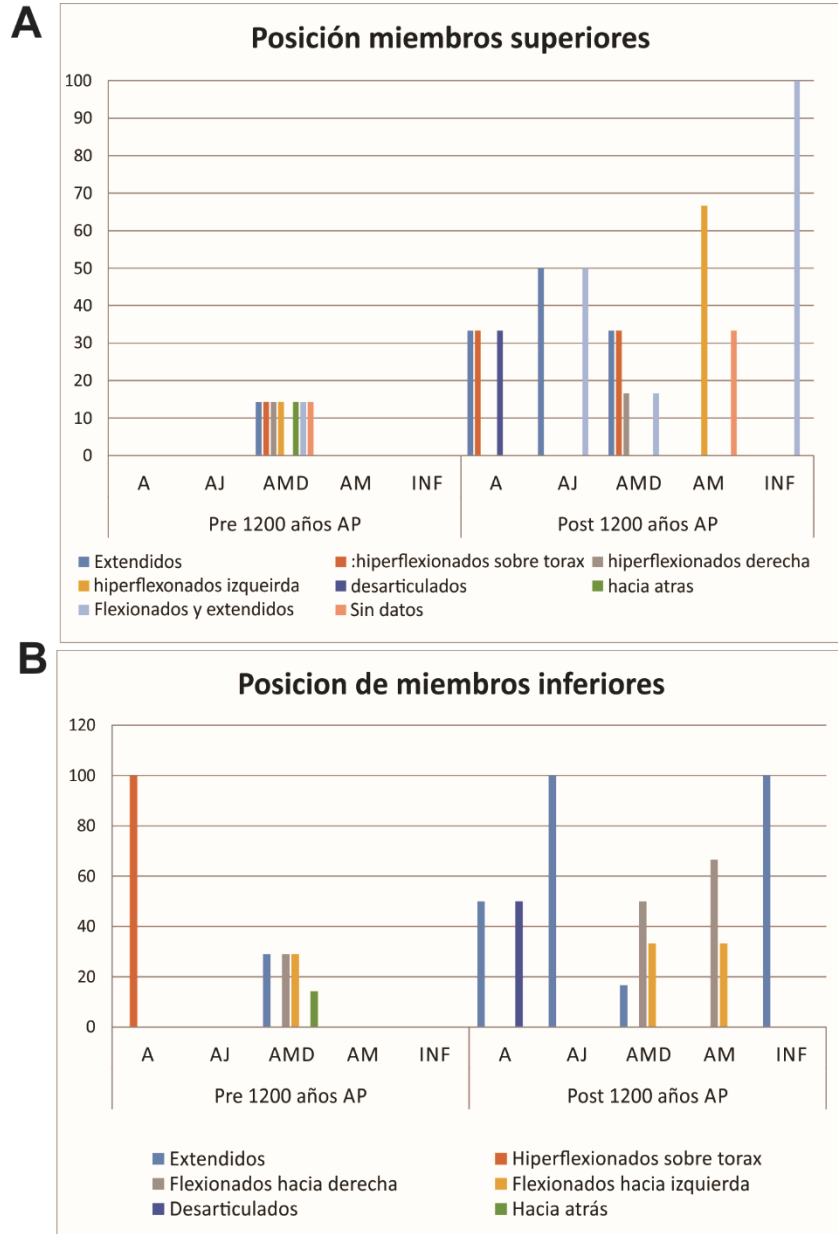 A
Posición miembros superiores
100
90
80
70
60
50
40
30
20
10
0
A AJ AMD AM INF A AJ AMD AM INF
Pre 1200 años AP Post 1200 años AP
Extendidos :hiperflexionados sobre torax hiperflexionados derecha
hiperflexonados izqueirda desarticulados hacia atras
Flexionados y extendidos Sin datos
B
Posicion de miembros inferiores
120
100
80
60
40
20
0
A AJ AMD AM INF A AJ AMD AM INF
Pre 1200 años AP Post 1200 años AP
Extendidos Hiperflexionados sobre torax
Flexionados hacia derecha Flexionados hacia izquierda
Desarticulados Hacia atrás